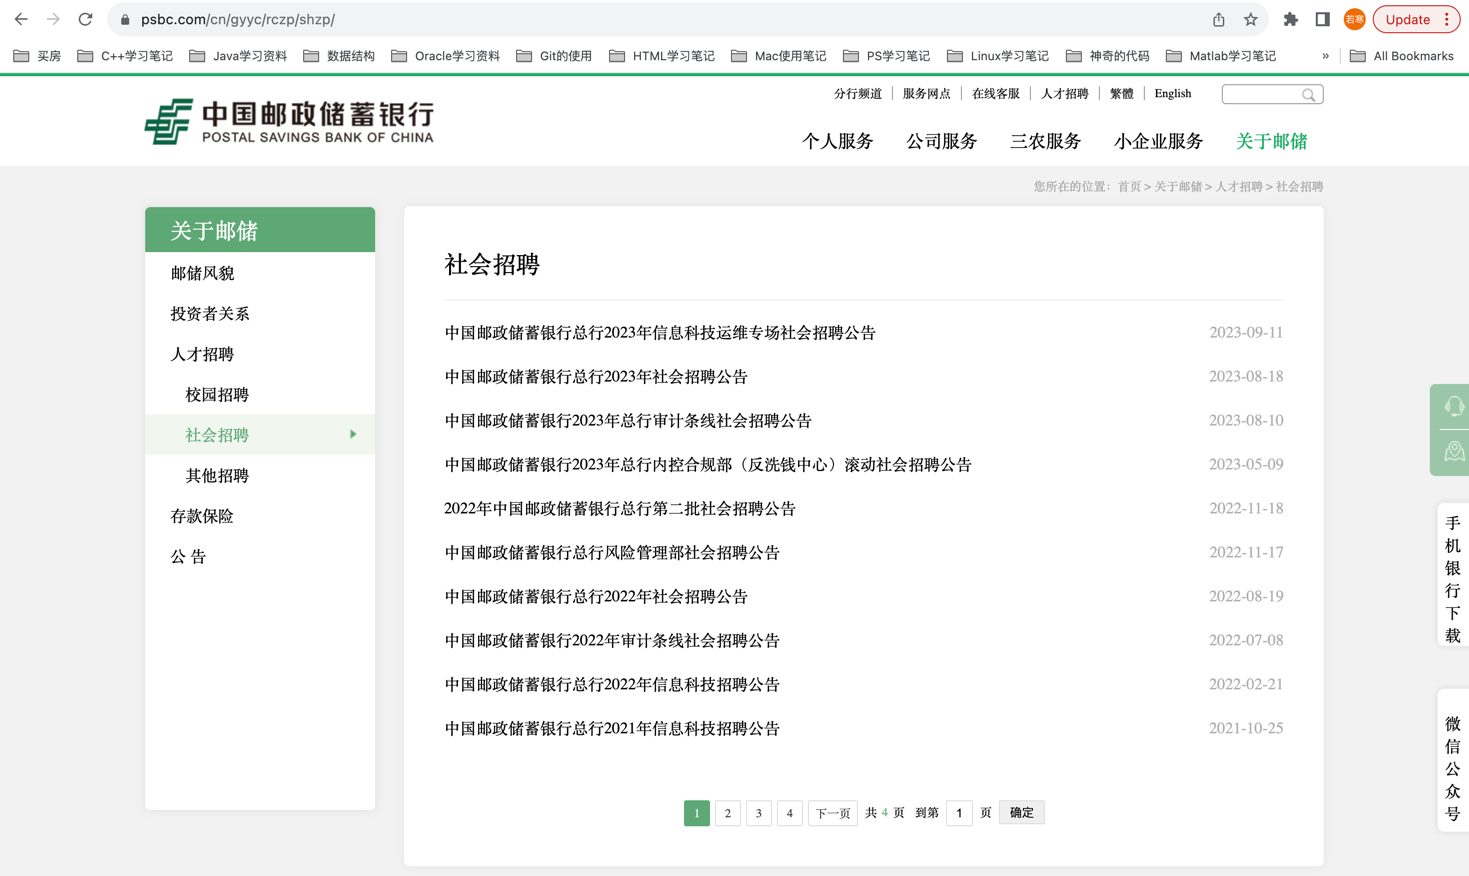 psbc.com/cn/gyyc/rczp/shzp/
若寒
Update
买房 C++学习笔记 Java学习资料 数据结构 Oracle学习资料 Git的使用 HTML学习笔记 Mac使用笔记 PS学习笔记 Linux学习笔记 神奇的代码 Matlab学习笔记 » All Bookmarks
中国邮政储蓄银行
POSTAL SAVINGS BANK OF CHINA
分行频道 服务网点 在线客服 人才招聘 繁體 English
个人服务 公司服务 三农服务 小企业服务 关于邮储
您所在的位置：首页 > 关于邮储 > 人才招聘 > 社会招聘
关于邮储
邮储风貌
投资者关系
人才招聘
校园招聘
社会招聘
其他招聘
存款保险
公 告
社会招聘
中国邮政储蓄银行总行2023年信息科技运维专场社会招聘公告 2023-09-11
中国邮政储蓄银行总行2023年社会招聘公告 2023-08-18
中国邮政储蓄银行2023年总行审计条线社会招聘公告 2023-08-10
中国邮政储蓄银行2023年总行内控合规部（反洗钱中心）滚动社会招聘公告 2023-05-09
2022年中国邮政储蓄银行总行第二批社会招聘公告 2022-11-18
中国邮政储蓄银行总行风险管理部社会招聘公告 2022-11-17
中国邮政储蓄银行总行2022年社会招聘公告 2022-08-19
中国邮政储蓄银行2022年审计条线社会招聘公告 2022-07-08
中国邮政储蓄银行总行2022年信息科技招聘公告 2022-02-21
中国邮政储蓄银行总行2021年信息科技招聘公告 2021-10-25
1 2 3 4 下一页 共 4 页 到第 1 页 确定
手机银行下载
微信公众号